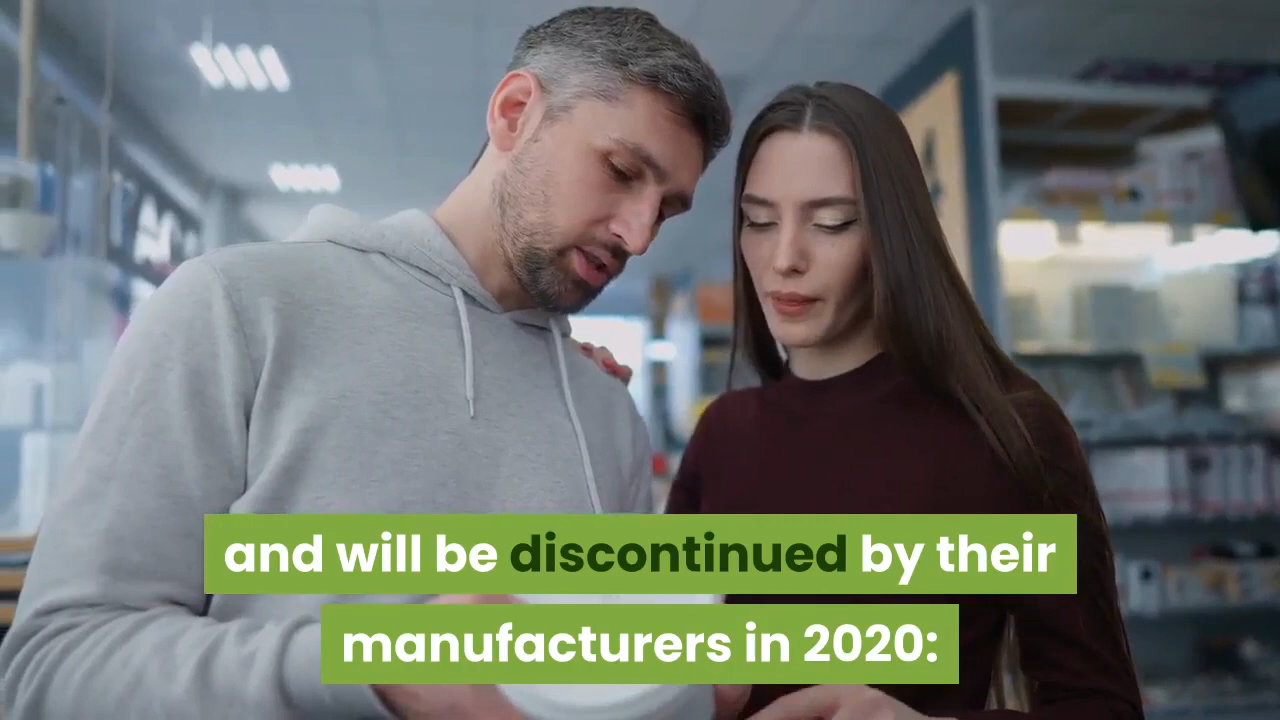 and will be discontinued by their
manufacturers in 2020: